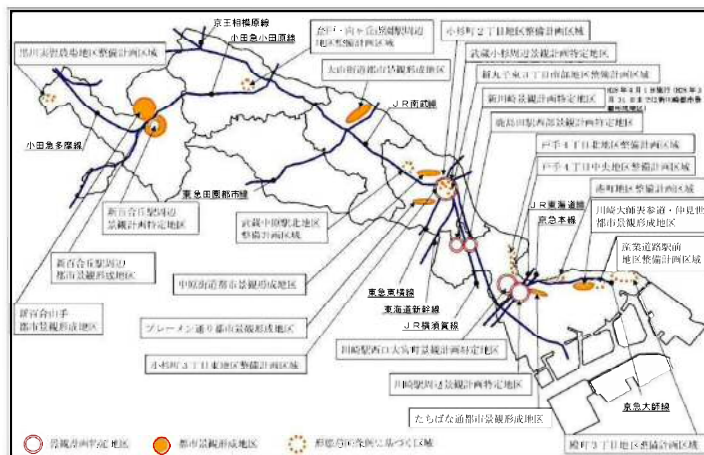 京王相模原線
小田急小田原線
登戸・向ヶ丘遊園駅周辺
地区整備計画区域
大山街道都市景観形成地区
小杉町2丁目地区整備計画区域
武蔵小杉周辺景観計画特定地区
新丸子東3丁目南部地区整備計画区域
新川崎景観計画特定地区
鹿島田駅西部景観計画特定地区
戸手4丁目北地区整備計画区域
戸手4丁目中央地区整備計画区域
港町地区整備計画区域
川崎大師表参道・仲見世
都市景観形成地区
産業道路駅前
地区整備計画区域
黒川実習農場地区整備計画区域
JR南武線
小田急多摩線
東急田園都市線
JR東海道線
京急本線
新百合丘駅周辺
景観計画特定地区
武蔵中原駅北地区
整備計画区域
新百合丘駅周辺
都市景観形成地区
中原街道都市景観形成地区
東急東横線
東海道新幹線
JR横須賀線
新百合山手
都市景観形成地区
ブレーメン通り都市景観形成地区
小杉町3丁目東地区整備計画区域
川崎駅西口大宮町景観計画特定地区
川崎駅周辺景観計画特定地区
たちばな通都市景観形成地区
京急大師線
殿町3丁目地区整備計画区域
景観計画特定地区
都市景観形成地区